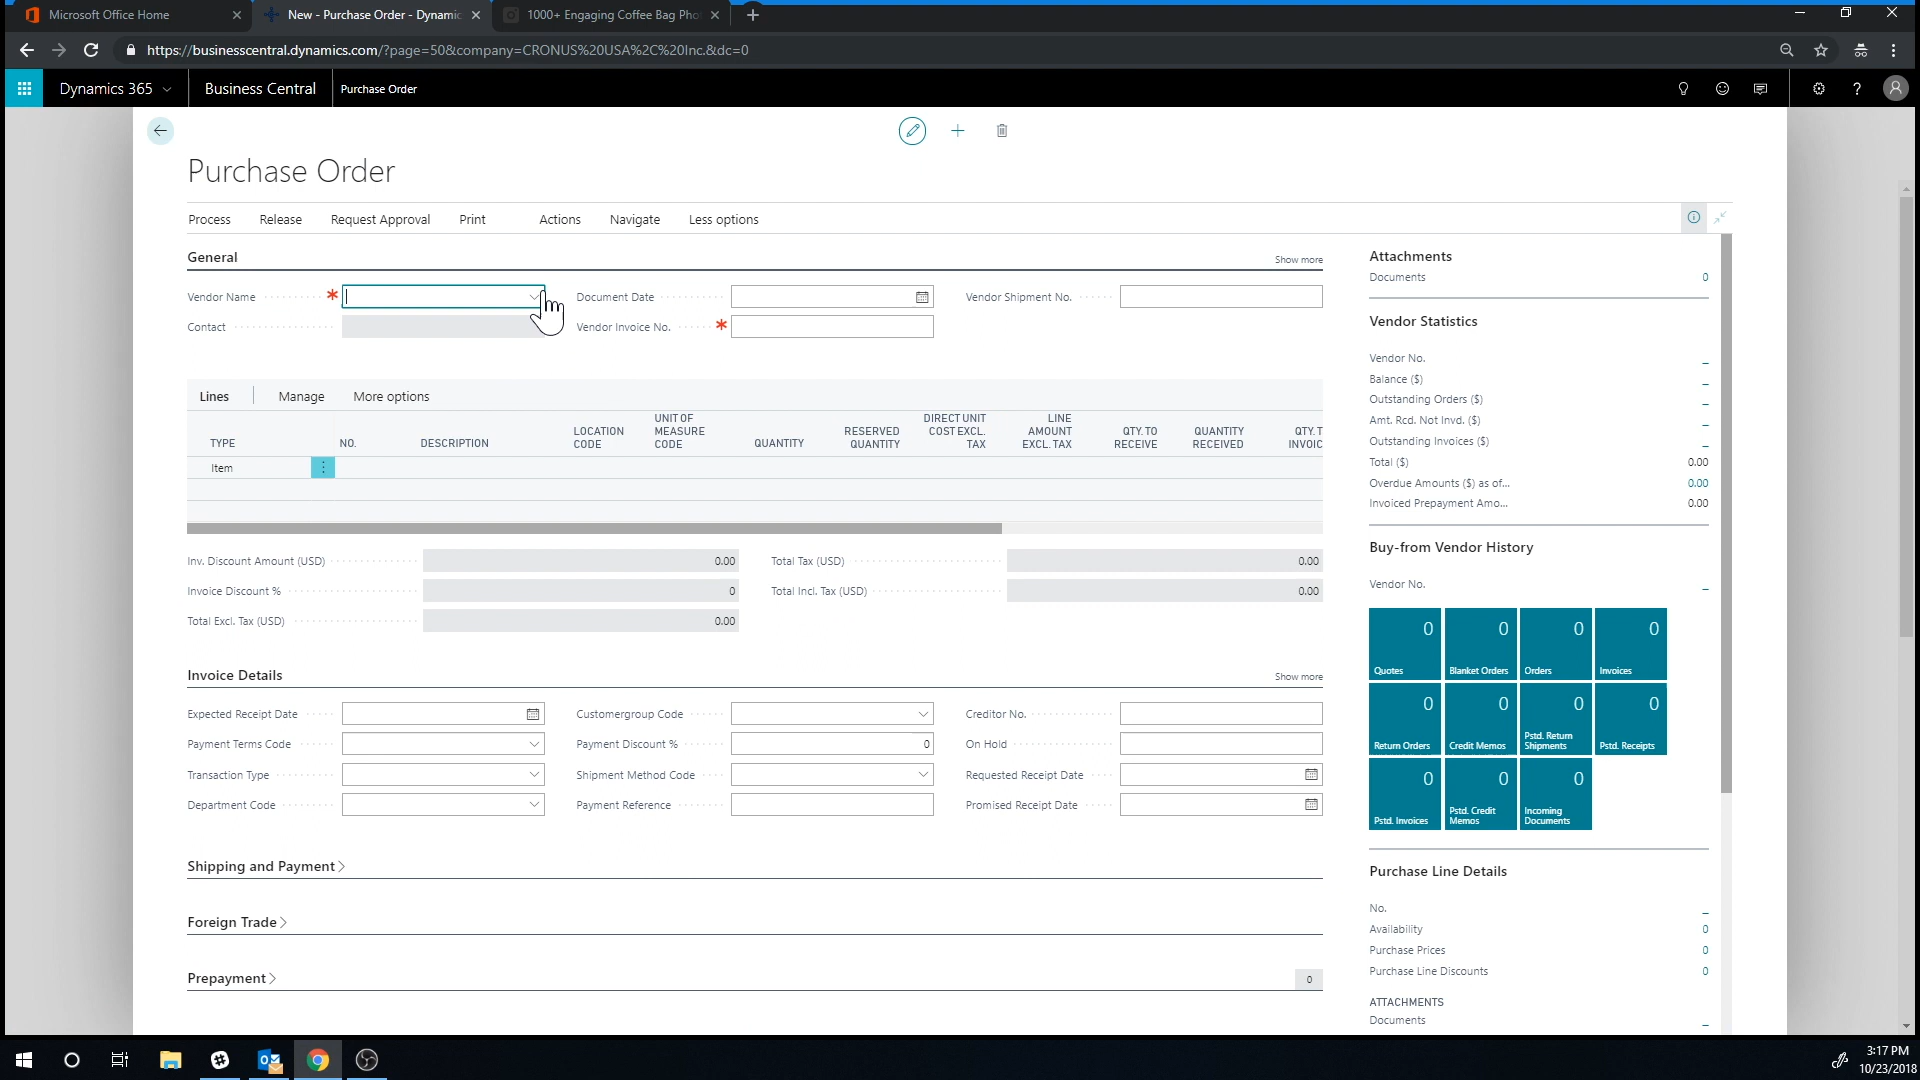 Microsoft Office Home
New - Purchase Order - Dynamic
1000+ Engaging Coffee Bag Pho
https://businesscentral.dynamics.com/?page=50&company=CRONUS%20USA%2C%20Inc.&dc=0
Dynamics 365
Business Central
Purchase Order
Purchase Order
Process
Release
Request Approval
Print
Actions
Navigate
Less options
General
Show more
Vendor Name
Document Date
Vendor Shipment No.
Contact
Vendor Invoice No.
Lines
Manage
More options
TYPE
NO.
DESCRIPTION
LOCATION
CODE
UNIT OF
MEASURE
CODE
QUANTITY
RESERVED
QUANTITY
DIRECT UNIT
COST EXCL.
TAX
LINE
AMOUNT
EXCL. TAX
QTY. TO
RECEIVE
QUANTITY
RECEIVED
QTY. T
INVOIC
Item
Inv. Discount Amount (USD)
0.00
Total Tax (USD)
0.00
Invoice Discount %
0
Total Incl. Tax (USD)
0.00
Total Excl. Tax (USD)
0.00
Invoice Details
Show more
Expected Receipt Date
Customergroup Code
Creditor No.
Payment Terms Code
Payment Discount %
0
On Hold
Transaction Type
Shipment Method Code
Requested Receipt Date
Department Code
Payment Reference
Promised Receipt Date
Shipping and Payment
Foreign Trade
Prepayment
0
Attachments
Documents
0
Vendor Statistics
Vendor No.
_
Balance ($)
_
Outstanding Orders ($)
_
Amt. Rcd. Not Invd. ($)
_
Outstanding Invoices ($)
_
Total ($)
0.00
Overdue Amounts ($) as of...
0.00
Invoiced Prepayment Amo...
0.00
Buy-from Vendor History
Vendor No.
_
0
Quotes
0
Blanket Orders
0
Orders
0
Invoices
0
Return Orders
0
Credit Memos
0
Pstd. Return
Shipments
0
Pstd. Receipts
0
Pstd. Invoices
0
Pstd. Credit
Memos
0
Incoming
Documents
Purchase Line Details
No.
_
Availability
0
Purchase Prices
0
Purchase Line Discounts
0
ATTACHMENTS
Documents
_
3:17 PM
10/23/2018